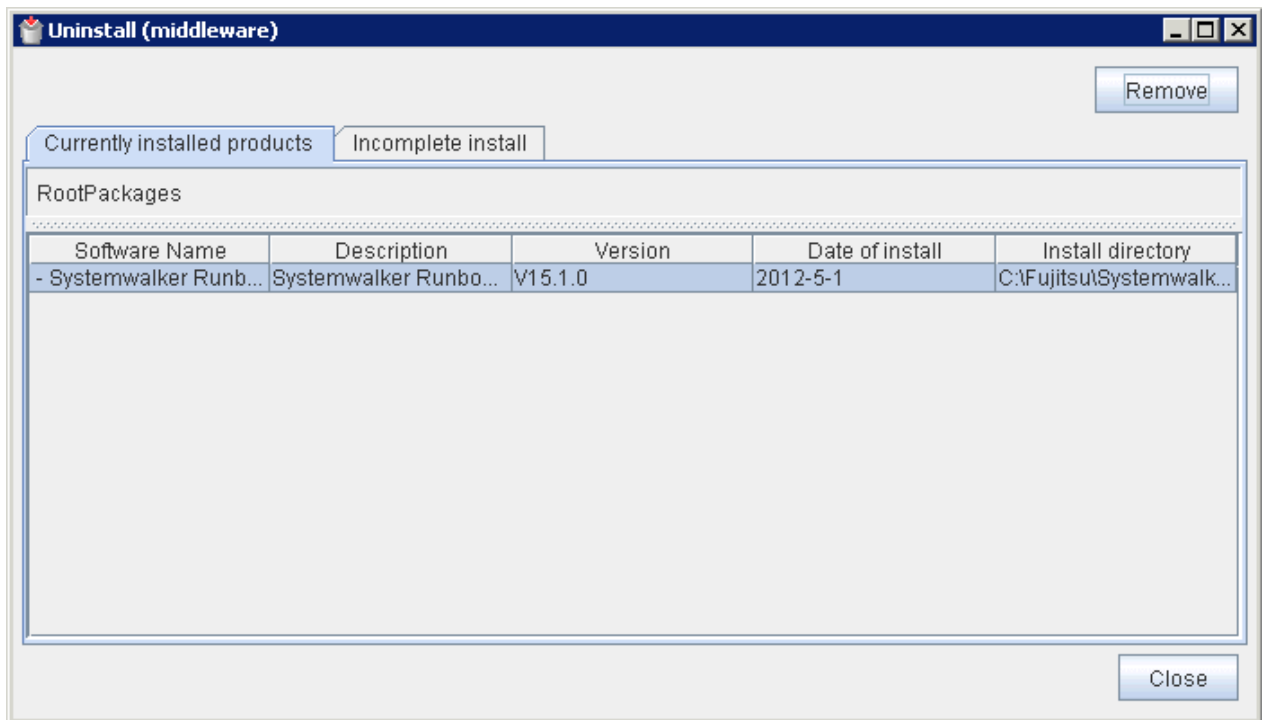 Uninstall (middleware)
Remove
Currently installed products Incomplete install
RootPackages
Software Name Description Version Date of install Install directory
- Systemwalker Runb... Systemwalker Runbo... V15.1.0 2012-5-1 C:\Fujitsu\Systemwalk...
Close